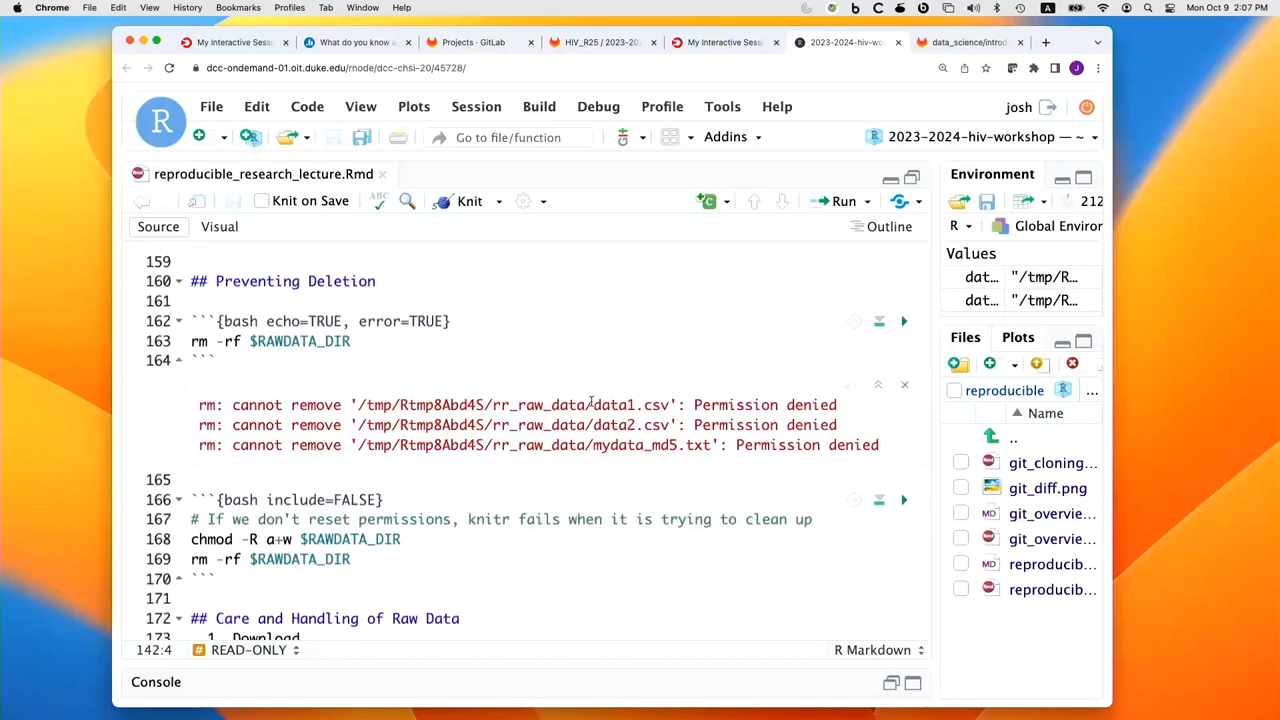 Chrome File Edit View History Bookmarks Profiles Tab Window Help A Mon Oct 9 2:07 PM
My Interactive Sess What do you know a Projects · GitLab HIV_R25 / 2023-202 My Interactive Sess 2023-2024-hiv-wo data_science/introd
dcc-ondemand-01.oit.duke.edu/rnode/dcc-chsi-20/45728/ J
R File Edit Code View Plots Session Build Debug Profile Tools Help josh
Go to file/function Addins 2023-2024-hiv-workshop — ~
reproducible_research_lecture.Rmd
Knit on Save ABC Knit Run
Source Visual Outline
159
160 ## Preventing Deletion
161
162 ```{bash echo=TRUE, error=TRUE}
163 rm -rf $RAWDATA_DIR
164 ```
rm: cannot remove '/tmp/Rtmp8Abd4S/rr_raw_data/data1.csv': Permission denied
rm: cannot remove '/tmp/Rtmp8Abd4S/rr_raw_data/data2.csv': Permission denied
rm: cannot remove '/tmp/Rtmp8Abd4S/rr_raw_data/mydata_md5.txt': Permission denied
165
166 ```{bash include=FALSE}
167 # If we don't reset permissions, knitr fails when it is trying to clean up
168 chmod -R a+w $RAWDATA_DIR
169 rm -rf $RAWDATA_DIR
170 ```
171
172 ## Care and Handling of Raw Data
173 1. Download
142:4 READ-ONLY R Markdown
Console
Environment
212
R Global Enviror
Values
dat… "/tmp/R…
dat… "/tmp/R…
Files Plots
reproducible ...
Name
..
git_cloning…
git_diff.png
git_overvie…
git_overvie…
reproducib…
reproducib…